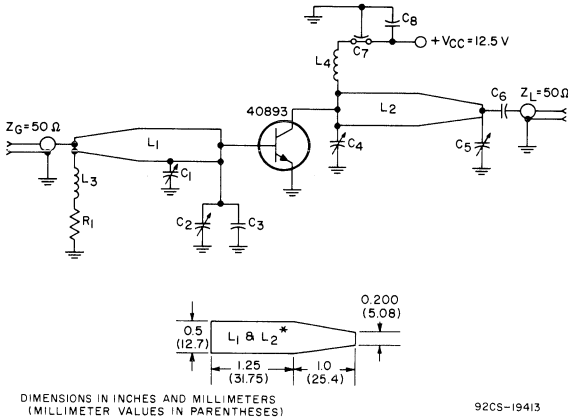 C8
+VCC=12.5 V
C7
L4
ZG=50 Ω
L1
40893
L2
C6
ZL=50Ω
C4
C5
L3
C1
R1
C2
C3
0.5
(12.7)
L1 & L2*
0.200
(5.08)
1.25
(31.75)
1.0
(25.4)
DIMENSIONS IN INCHES AND MILLIMETERS
(MILLIMETER VALUES IN PARENTHESES)
92CS-19413